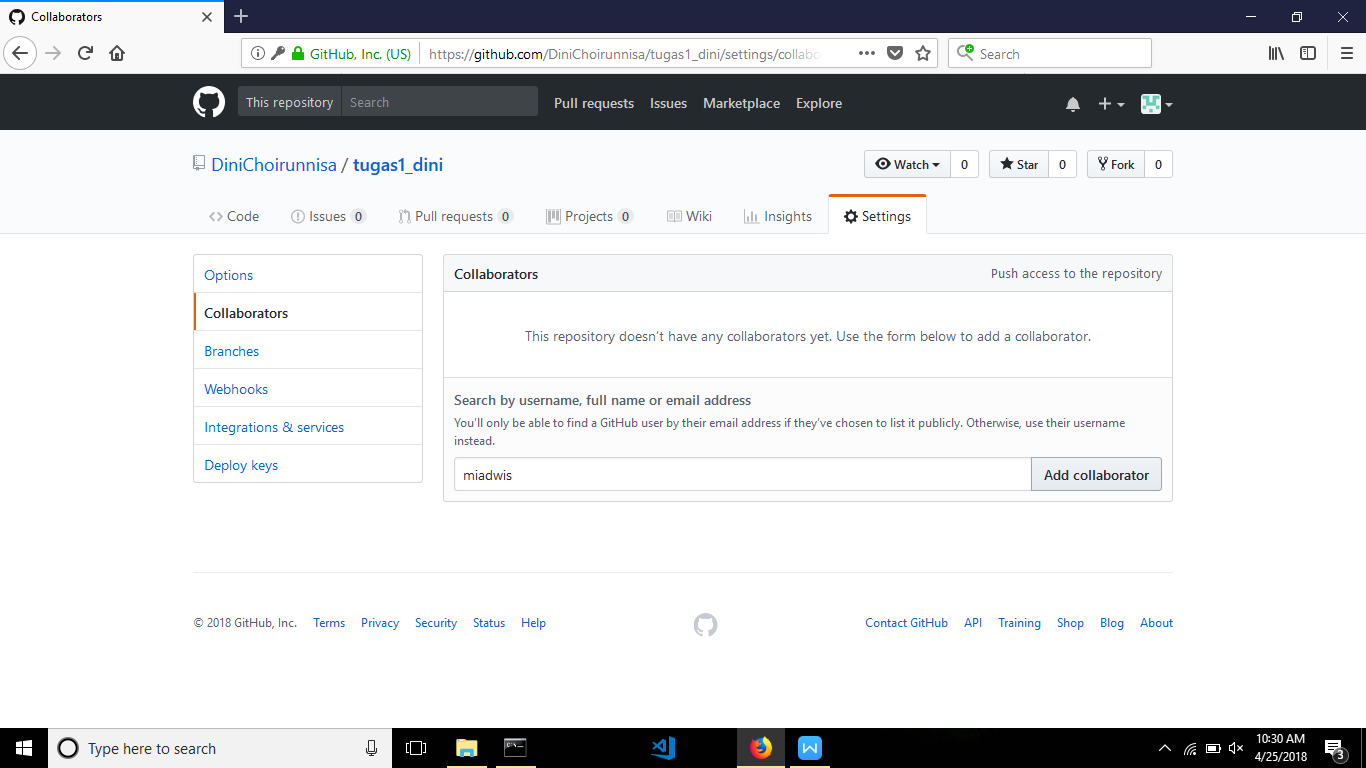 Collaborators
GitHub, Inc. (US)
https://github.com/DiniChoirunnisa/tugas1_dini/settings/collabo
Search
This repository
Search
Pull requests
Issues
Marketplace
Explore
DiniChoirunnisa / tugas1_dini
Watch
0
Star
0
Fork
0
Code
Issues 0
Pull requests 0
Projects 0
Wiki
Insights
Settings
Options
Collaborators
Branches
Webhooks
Integrations & services
Deploy keys
Collaborators
Push access to the repository
This repository doesn't have any collaborators yet. Use the form below to add a collaborator.
Search by username, full name or email address
You'll only be able to find a GitHub user by their email address if they've chosen to list it publicly. Otherwise, use their username
instead.
miadwis
Add collaborator
© 2018 GitHub, Inc.
Terms
Privacy
Security
Status
Help
Contact GitHub
API
Training
Shop
Blog
About
Type here to search
10:30 AM
4/25/2018
3